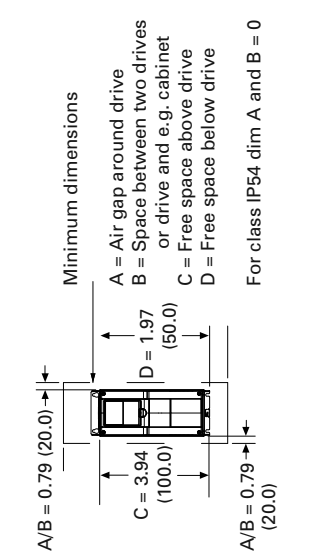 Minimum dimensions
A = Air gap around drive
B = Space between two drives
or drive and e.g. cabinet
C = Free space above drive
D = Free space below drive
For class IP54 dim A and B = 0
A/B = 0.79 (20.0)
D = 1.97
(50.0)
C = 3.94
(100.0)
A/B = 0.79
(20.0)